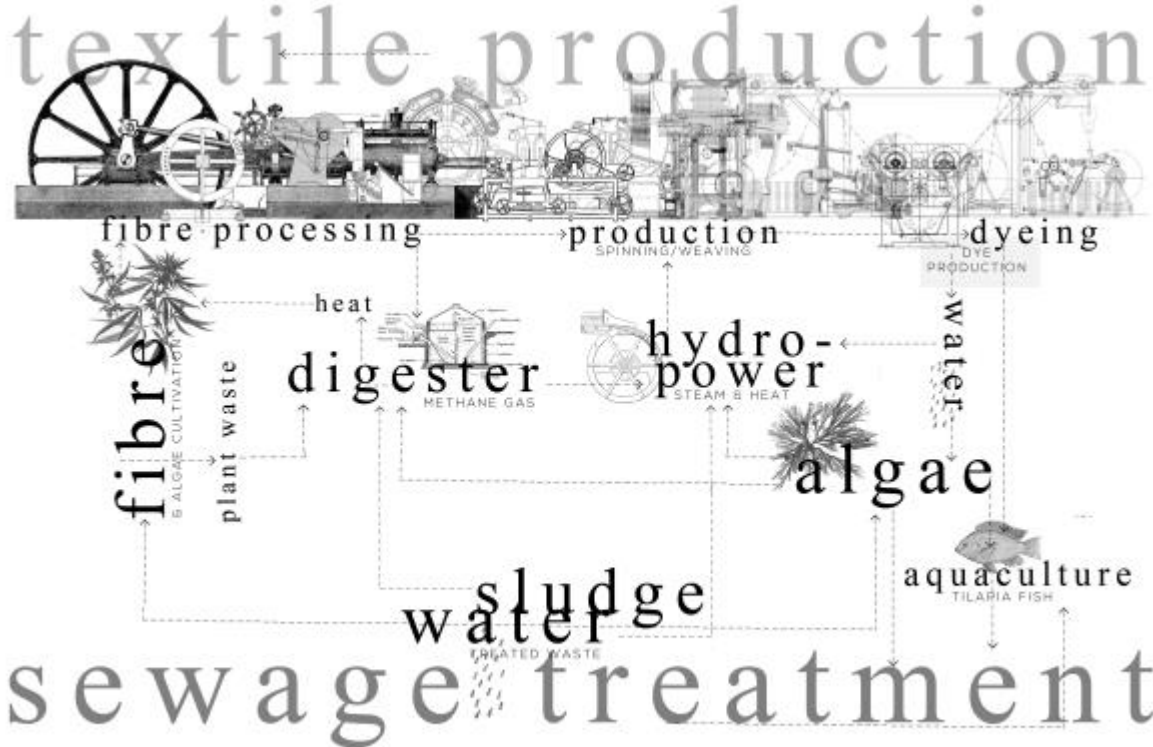 textile production
fibre processing
production
SPINNING/WEAVING
dyeing
DYE
PRODUCTION
heat
water
hydro-
power
STEAM & HEAT
digester
METHANE GAS
fibre
& ALGAE CULTIVATION
plant waste
algae
aquaculture
TILAPIA FISH
sludge
water
TREATED WASTE
sewage treatment